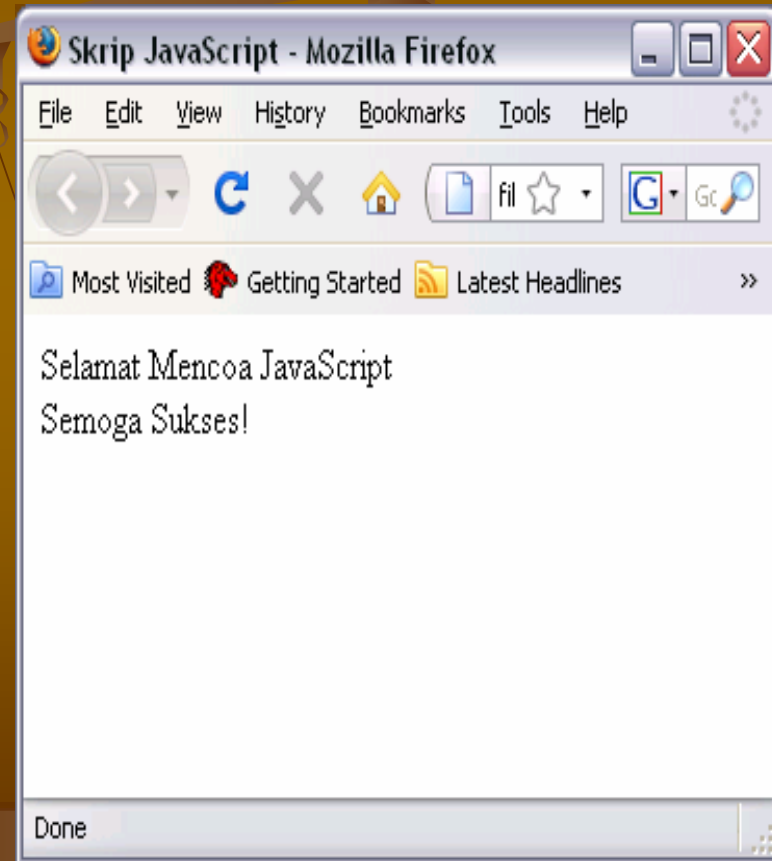 Skrip JavaScript - Mozilla Firefox
File Edit View History Bookmarks Tools Help
fil G Go
Most Visited Getting Started Latest Headlines »
Selamat Mencoa JavaScript
Semoga Sukses!
Done